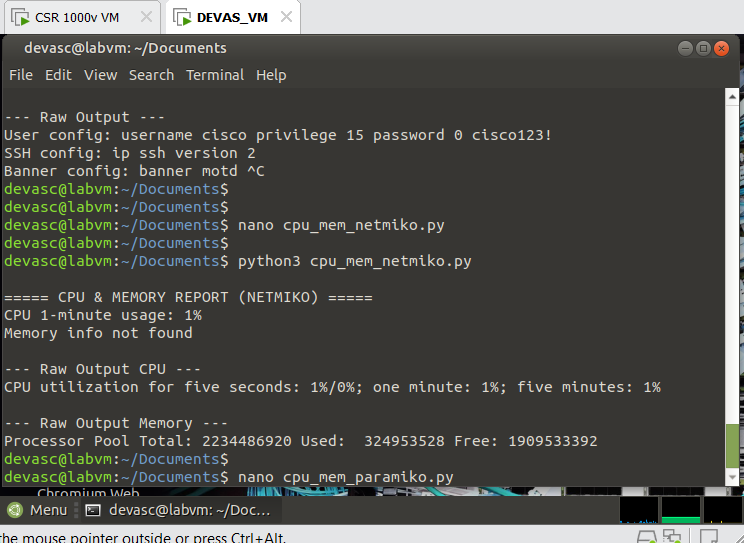 CSR 1000v VM
DEVAS_VM
devasc@labvm: ~/Documents
File Edit View Search Terminal Help
--- Raw Output ---
User config: username cisco privilege 15 password 0 cisco123!
SSH config: ip ssh version 2
Banner config: banner motd ^C
devasc@labvm:~/Documents$
devasc@labvm:~/Documents$
devasc@labvm:~/Documents$ nano cpu_mem_netmiko.py
devasc@labvm:~/Documents$
devasc@labvm:~/Documents$ python3 cpu_mem_netmiko.py
===== CPU & MEMORY REPORT (NETMIKO) =====
CPU 1-minute usage: 1%
Memory info not found
--- Raw Output CPU ---
CPU utilization for five seconds: 1%/0%; one minute: 1%; five minutes: 1%
--- Raw Output Memory ---
Processor Pool Total: 2234486920 Used:  324953528 Free: 1909533392
devasc@labvm:~/Documents$
devasc@labvm:~/Documents$ nano cpu_mem_paramiko.py
Chromium Web
Menu
devasc@labvm: ~/Doc...
the mouse pointer outside or press Ctrl+Alt.